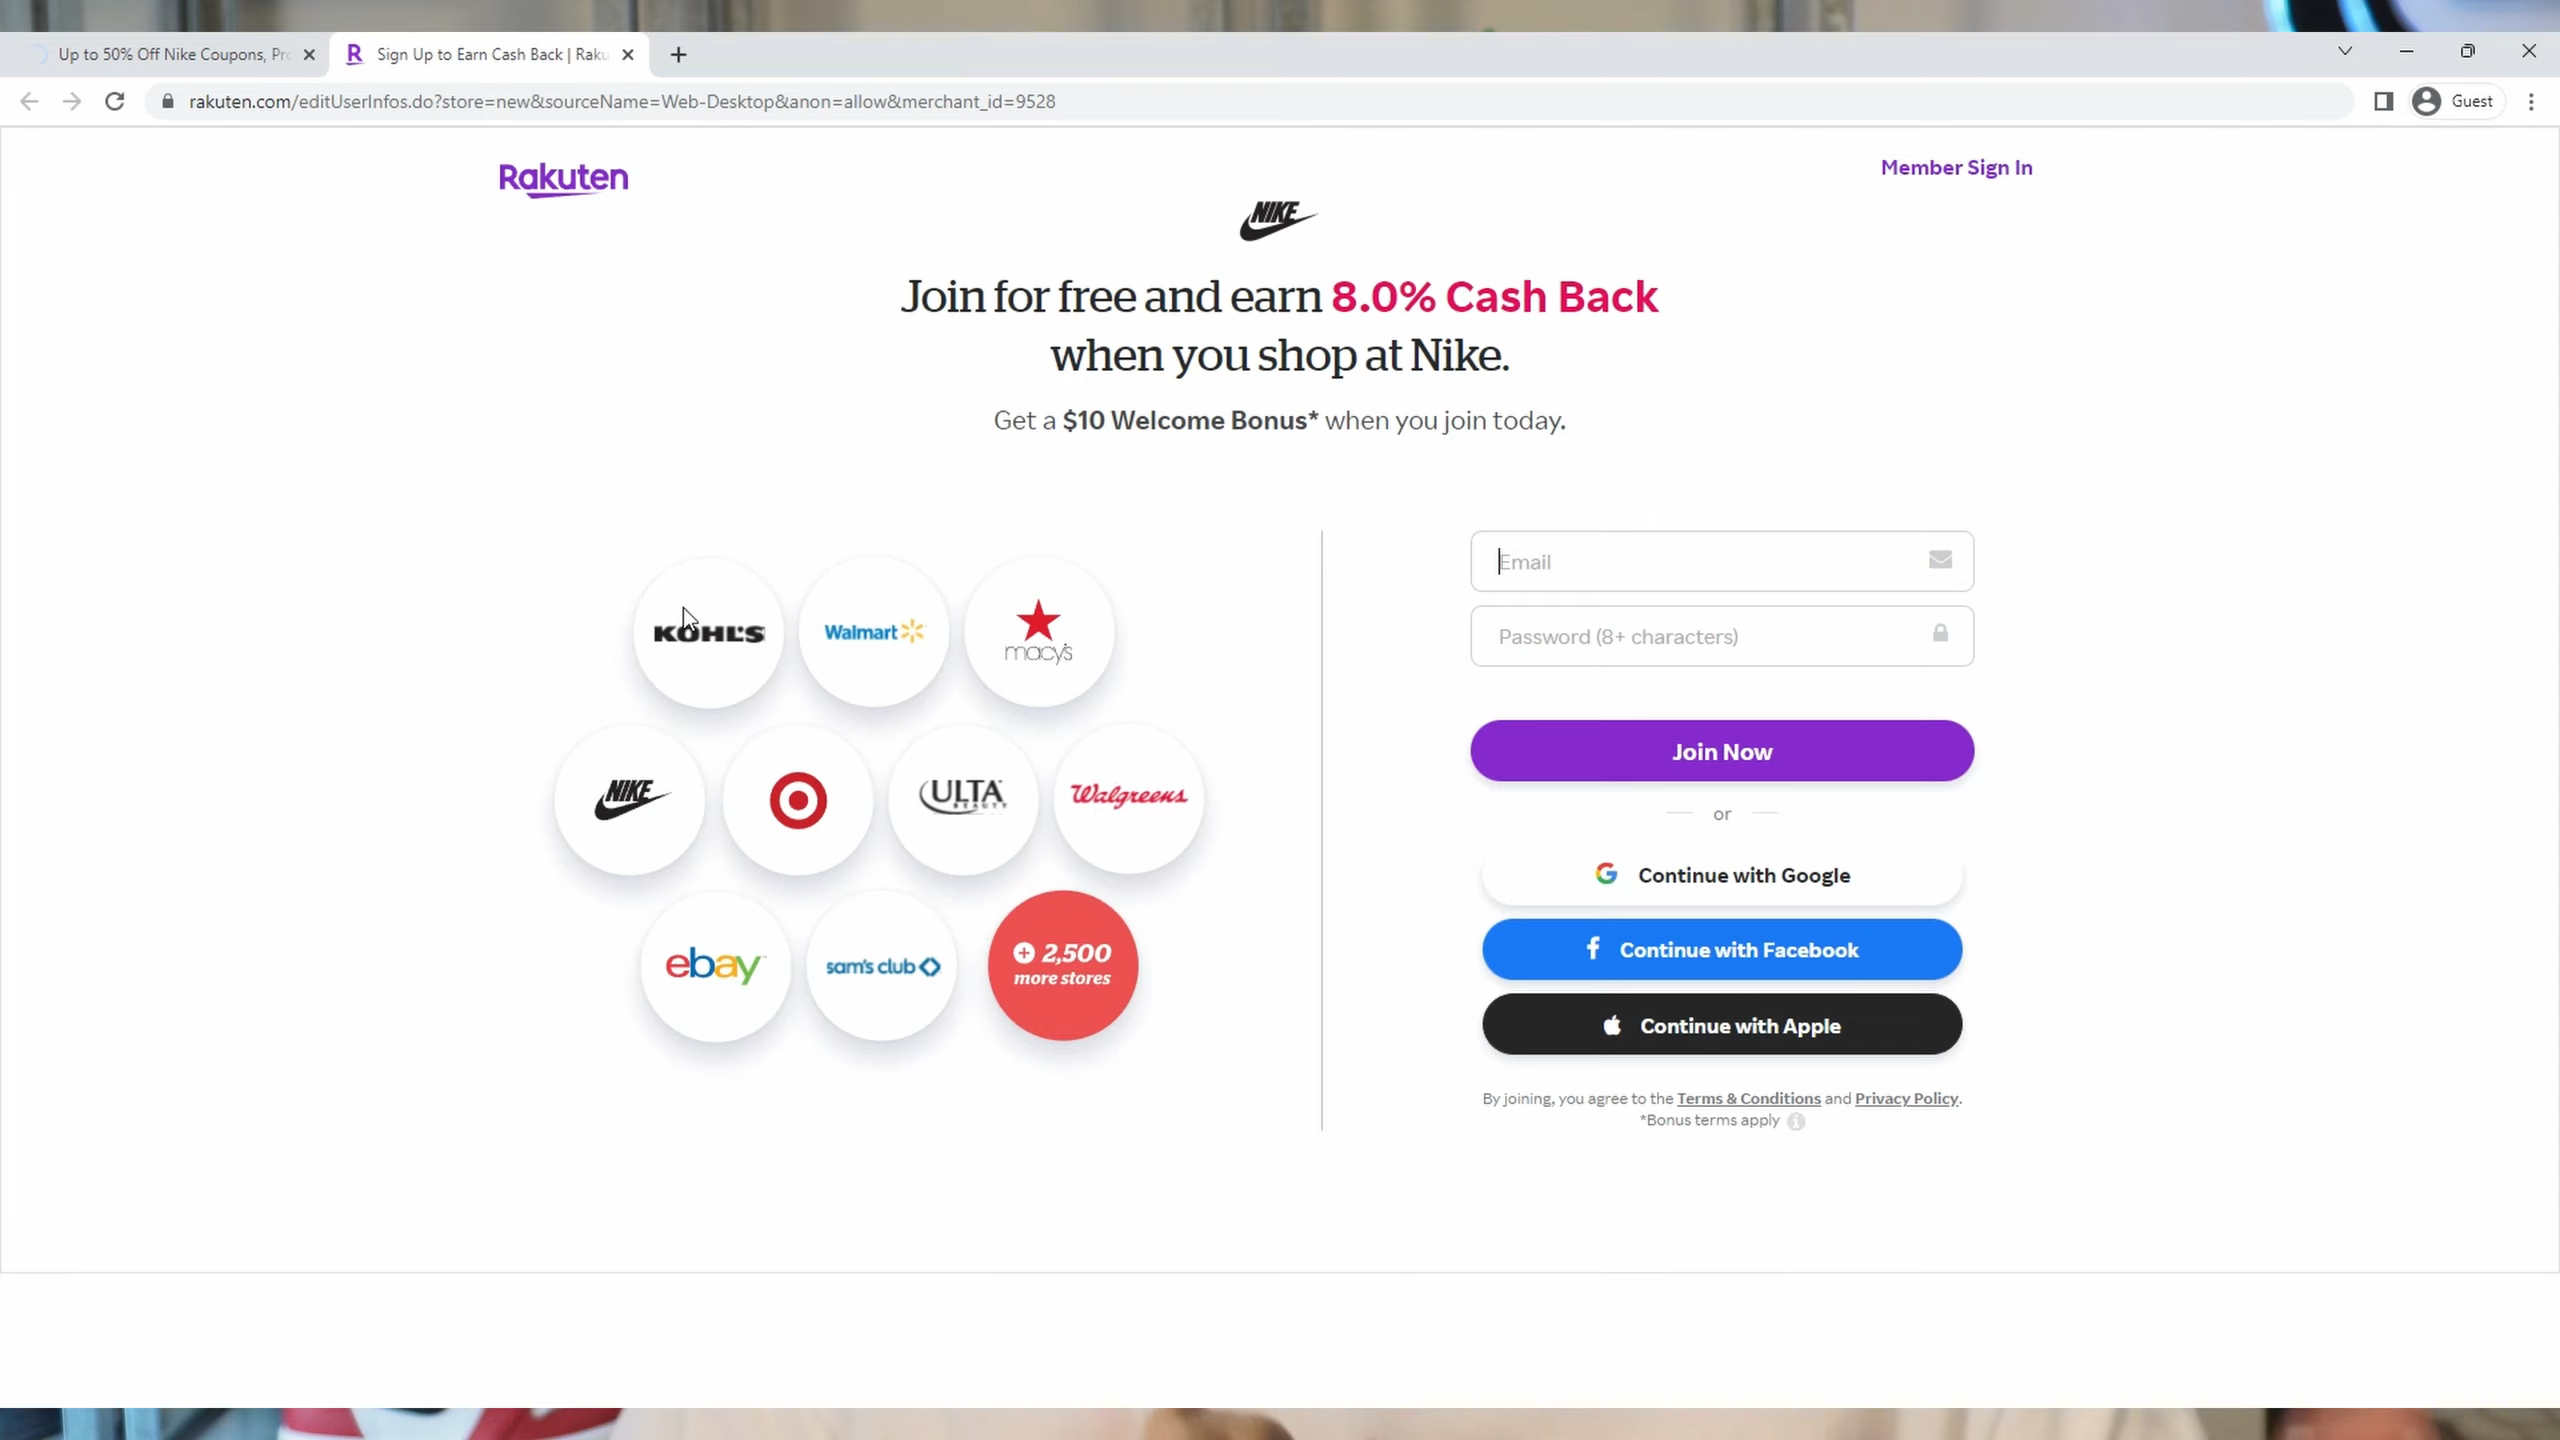 Up to 50% Off Nike Coupons, Pr
Sign Up to Earn Cash Back | Raku
rakuten.com/editUserInfos.do?store=new&sourceName=Web-Desktop&anon=allow&merchant_id=9528
Guest
Rakuten
Member Sign In
NIKE
Join for free and earn 8.0% Cash Back
when you shop at Nike.
Get a $10 Welcome Bonus* when you join today.
Email
Password (8+ characters)
KOHL'S
Walmart
macy's
NIKE
ULTA
BEAUTY
Walgreens
ebay
sam's club
2,500
more stores
Join Now
or
Continue with Google
Continue with Facebook
Continue with Apple
By joining, you agree to the Terms & Conditions and Privacy Policy.
*Bonus terms apply